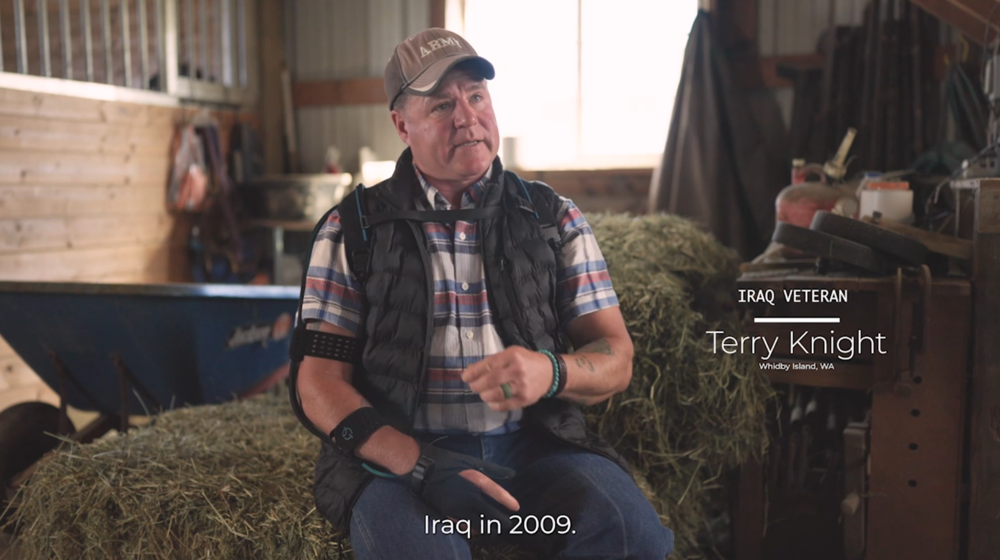 ARMY
IRAQ VETERAN
Terry Knight
Whidby Island, WA
Iraq in 2009.